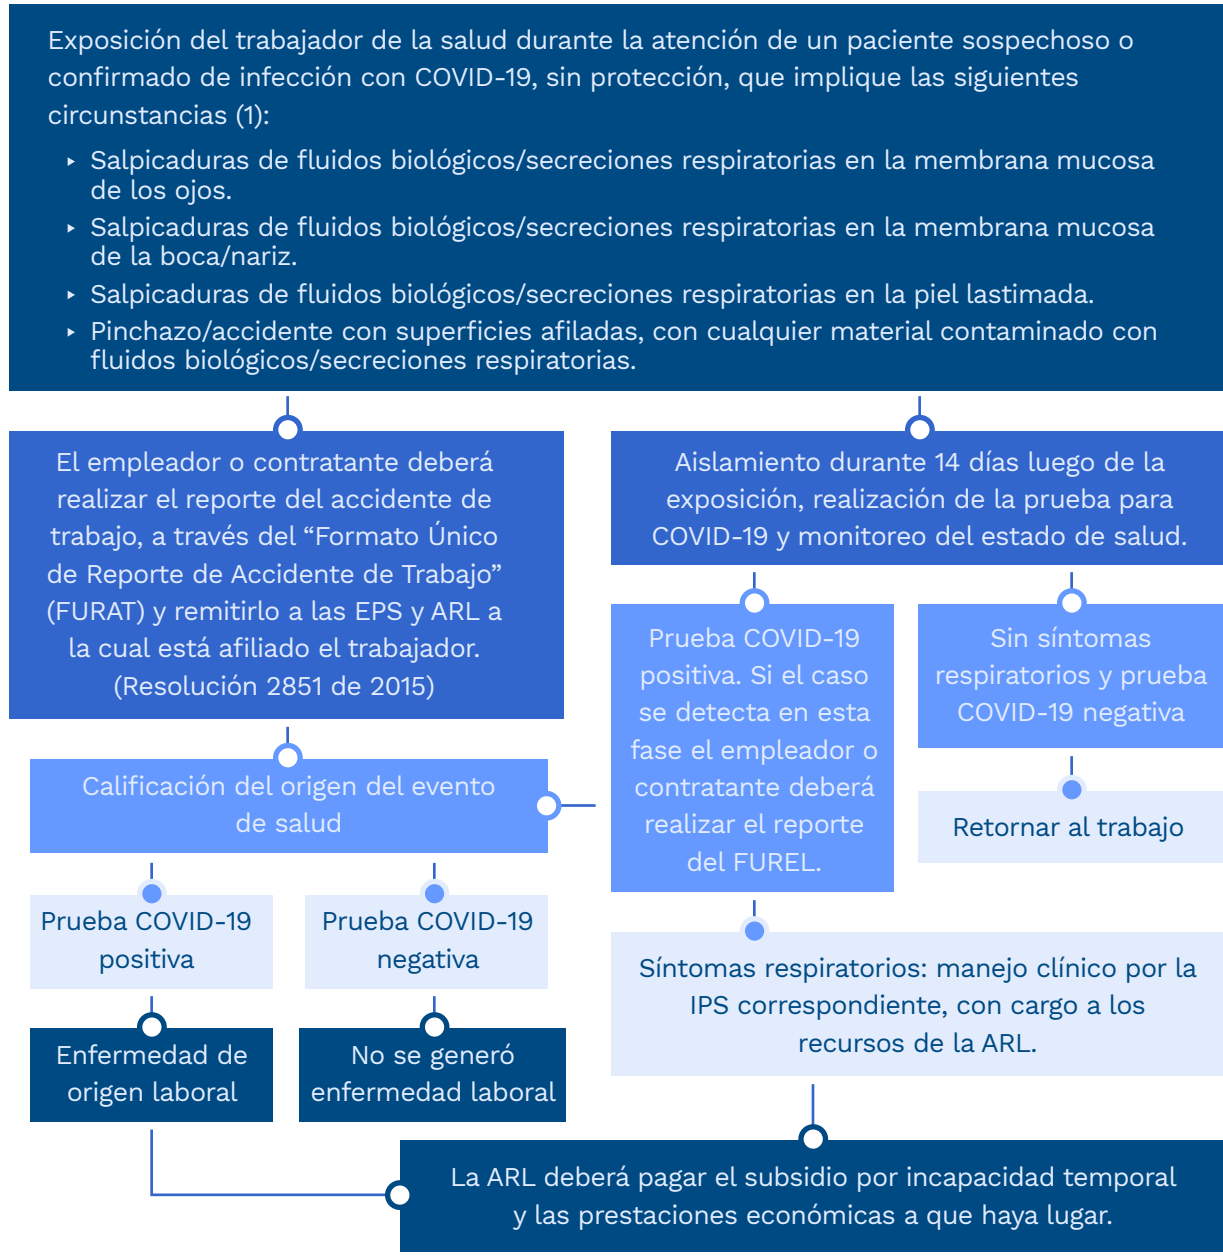 Exposición del trabajador de la salud durante la atención de un paciente sospechoso o
confirmado de infección con COVID-19, sin protección, que implique las siguientes
circunstancias (1):
▸ Salpicaduras de fluidos biológicos/secreciones respiratorias en la membrana mucosa
de los ojos.
▸ Salpicaduras de fluidos biológicos/secreciones respiratorias en la membrana mucosa
de la boca/nariz.
▸ Salpicaduras de fluidos biológicos/secreciones respiratorias en la piel lastimada.
▸ Pinchazo/accidente con superficies afiladas, con cualquier material contaminado con
fluidos biológicos/secreciones respiratorias.
El empleador o contratante deberá
realizar el reporte del accidente de
trabajo, a través del “Formato Único
de Reporte de Accidente de Trabajo”
(FURAT) y remitirlo a las EPS y ARL a
la cual está afiliado el trabajador.
(Resolución 2851 de 2015)
Aislamiento durante 14 días luego de la
exposición, realización de la prueba para
COVID-19 y monitoreo del estado de salud.
Prueba COVID-19
positiva. Si el caso
se detecta en esta
fase el empleador o
contratante deberá
realizar el reporte
del FUREL.
Sin síntomas
respiratorios y prueba
COVID-19 negativa
Retornar al trabajo
Calificación del origen del evento
de salud
Prueba COVID-19
positiva
Prueba COVID-19
negativa
Síntomas respiratorios: manejo clínico por la
IPS correspondiente, con cargo a los
recursos de la ARL.
Enfermedad de
origen laboral
No se generó
enfermedad laboral
La ARL deberá pagar el subsidio por incapacidad temporal
y las prestaciones económicas a que haya lugar.